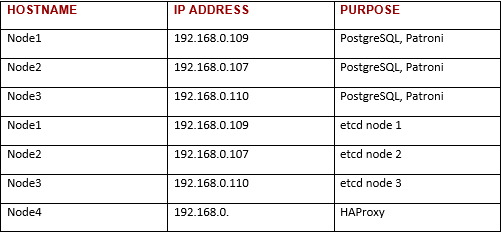 HOSTNAME IP ADDRESS PURPOSE
Node1 192.168.0.109 PostgreSQL, Patroni
Node2 192.168.0.107 PostgreSQL, Patroni
Node3 192.168.0.110 PostgreSQL, Patroni
Node1 192.168.0.109 etcd node 1
Node2 192.168.0.107 etcd node 2
Node3 192.168.0.110 etcd node 3
Node4 192.168.0. HAProxy